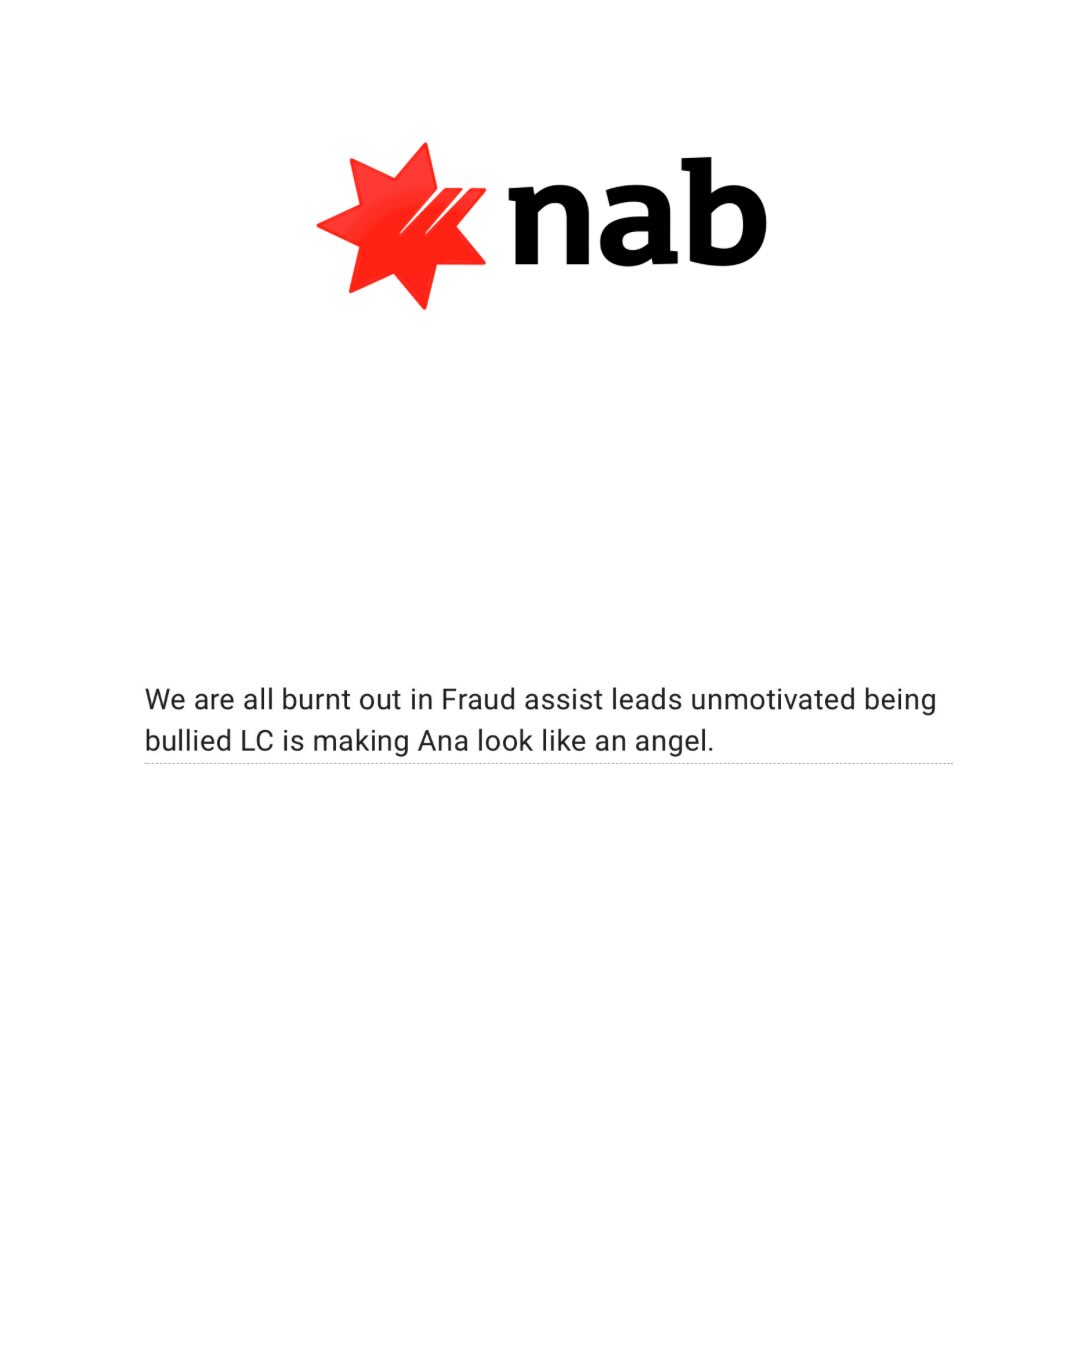 nab
We are all burnt out in Fraud assist leads unmotivated being
bullied LC is making Ana look like an angel.